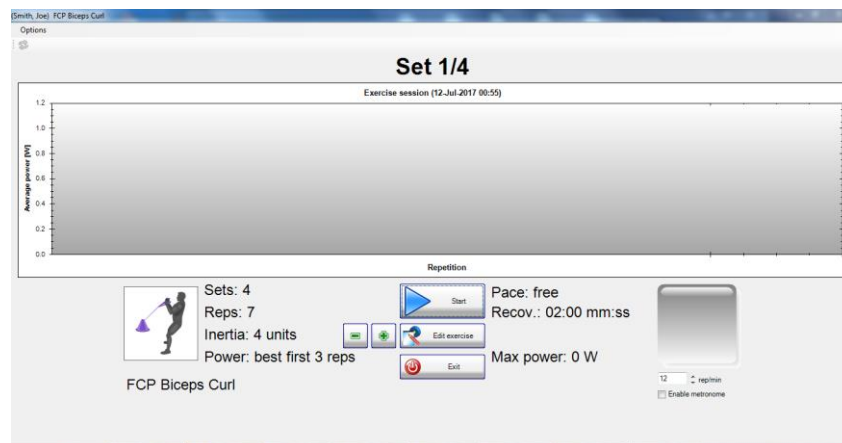 (Smith, Joe) FCP Biceps Curl
Options
Set 1/4
Exercise session (12-Jul-2017 00:55)
1.2
1.0
0.8
0.6
0.4
0.2
0.0
Average power [W]
Repetition
Sets: 4
Reps: 7
Inertia: 4 units
Power: best first 3 reps
FCP Biceps Curl
Start
Edit exercise
Exit
Pace: free
Recov.: 02:00 mm:ss
Max power: 0 W
12 rep/min
Enable metronome